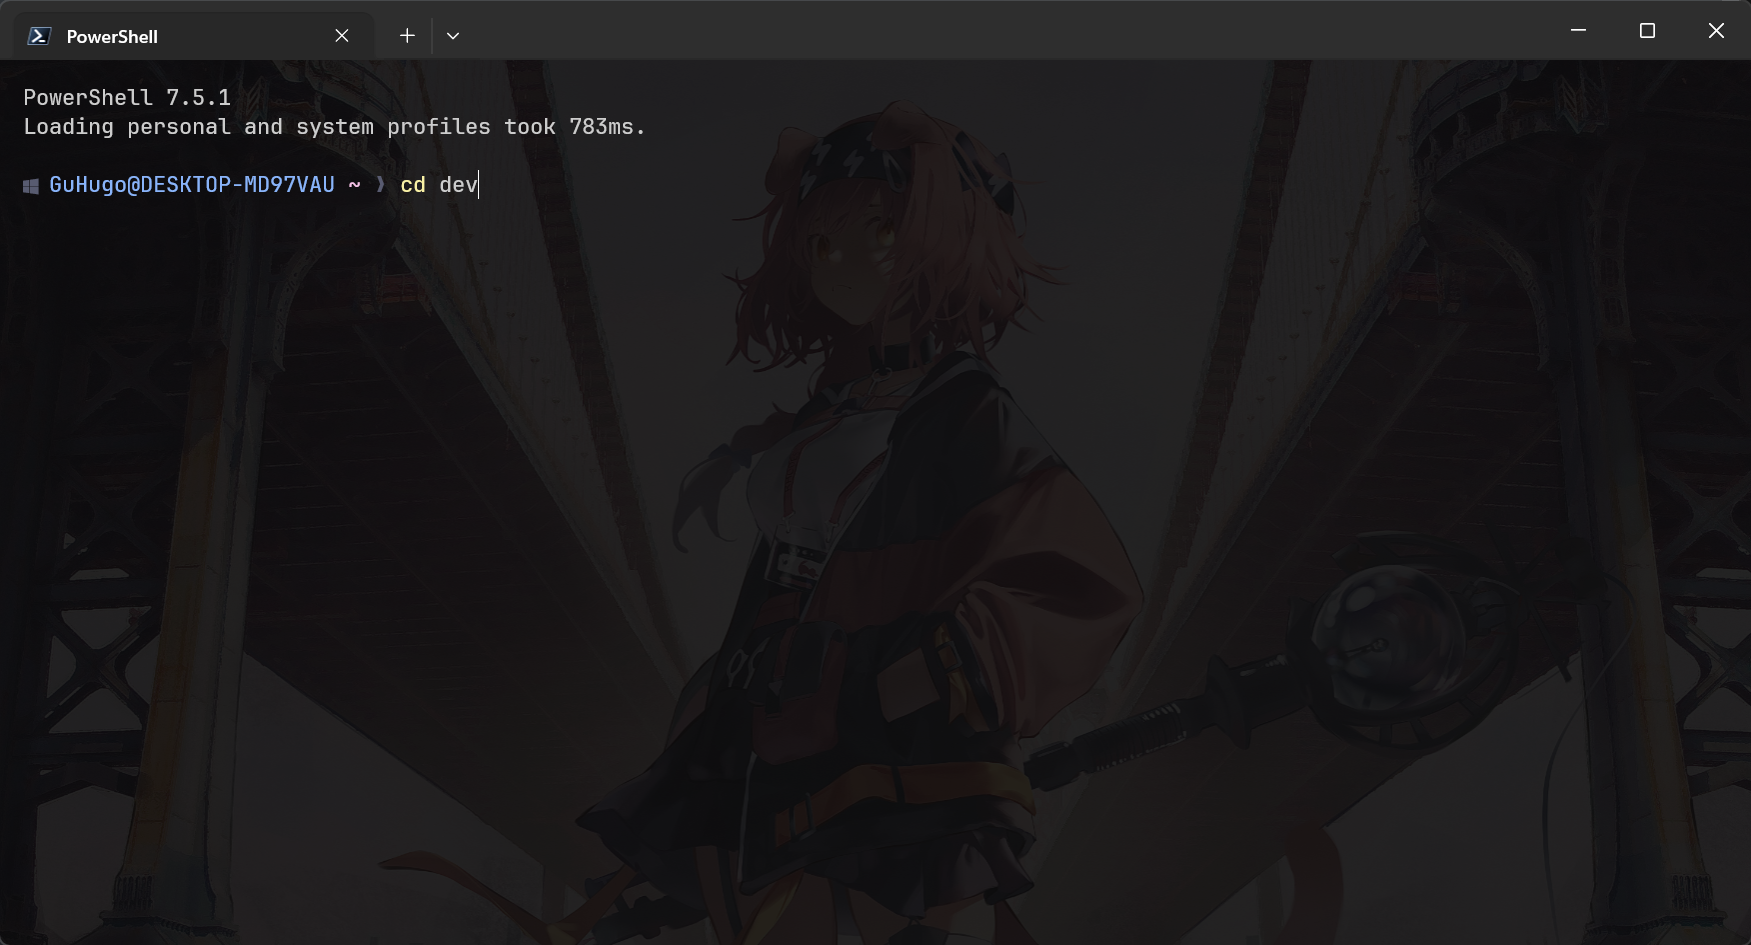 PowerShell
PowerShell 7.5.1
Loading personal and system profiles took 783ms.
GuHugo@DESKTOP-MD97VAU ~ ❯ cd dev